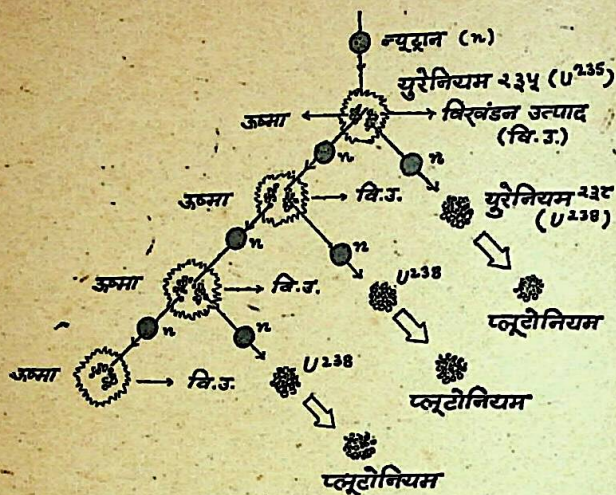 न्यूट्रान (n)
युरेनियम २३५ (U²³⁵)
ऊष्मा
विखंडन उत्पाद
(वि.उ.)
n
n
ऊष्मा
वि.उ.
युरेनियम २३८
(U²³⁸)
n
n
ऊष्मा
वि.उ.
U²³⁸
प्लूटोनियम
n
n
ऊष्मा
वि.उ.
U²³⁸
प्लूटोनियम
प्लूटोनियम